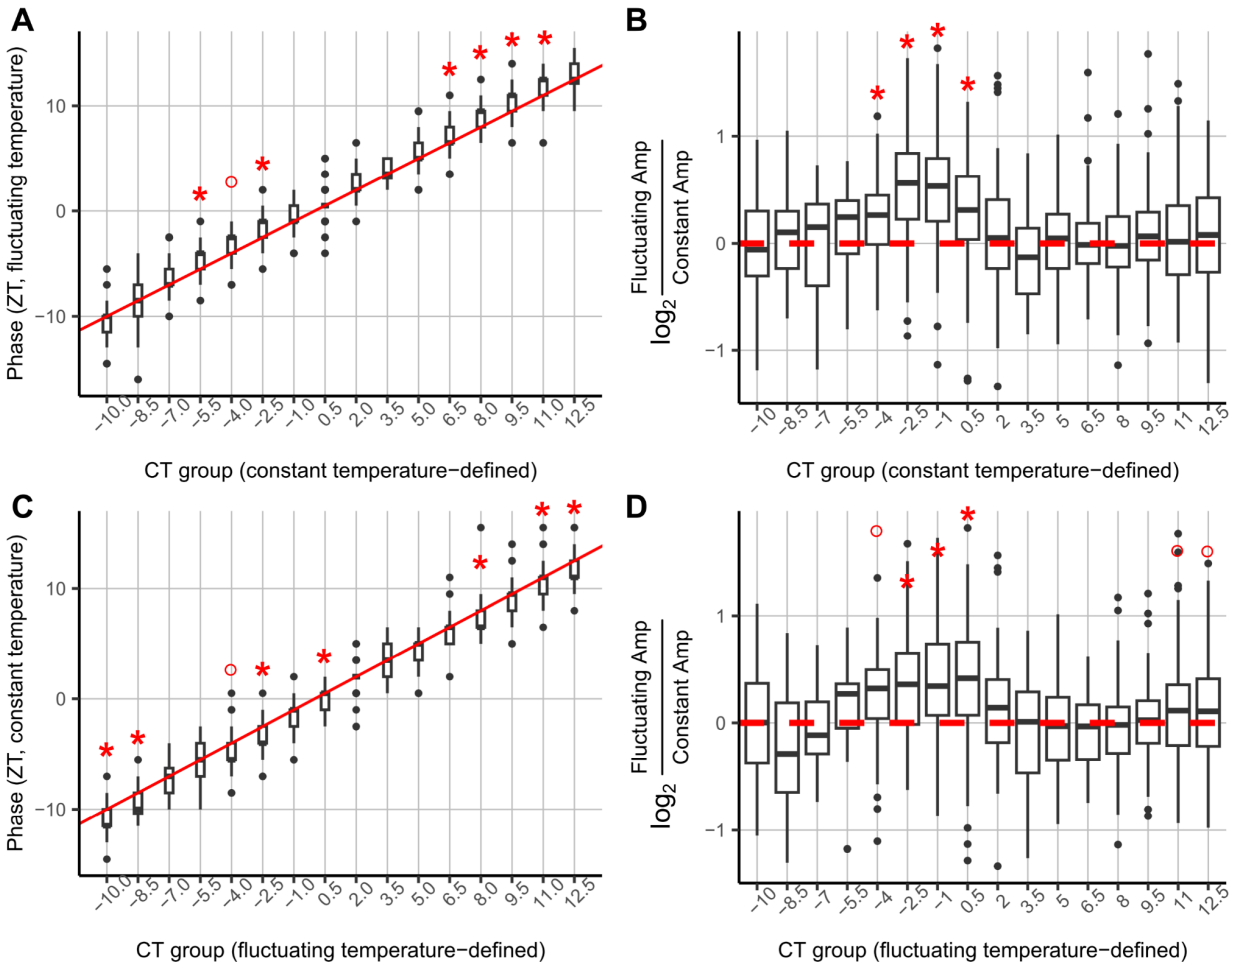 A
Phase (ZT, fluctuating temperature)
10
0
−10
−10.0 −8.5 −7.0 −5.5 −4.0 −2.5 −1.0 0.5 2.0 3.5 5.0 6.5 8.0 9.5 11.0 12.5
CT group (constant temperature−defined)
B
log2 Fluctuating Amp
Constant Amp
1
0
−1
−10 −8.5 −7 −5.5 −4 −2.5 −1 0.5 2 3.5 5 6.5 8 9.5 11 12.5
CT group (constant temperature−defined)
C
Phase (ZT, constant temperature)
10
0
−10
−10.0 −8.5 −7.0 −5.5 −4.0 −2.5 −1.0 0.5 2.0 3.5 5.0 6.5 8.0 9.5 11.0 12.5
CT group (fluctuating temperature−defined)
D
log2 Fluctuating Amp
Constant Amp
1
0
−1
−10 −8.5 −7 −5.5 −4 −2.5 −1 0.5 2 3.5 5 6.5 8 9.5 11 12.5
CT group (fluctuating temperature−defined)